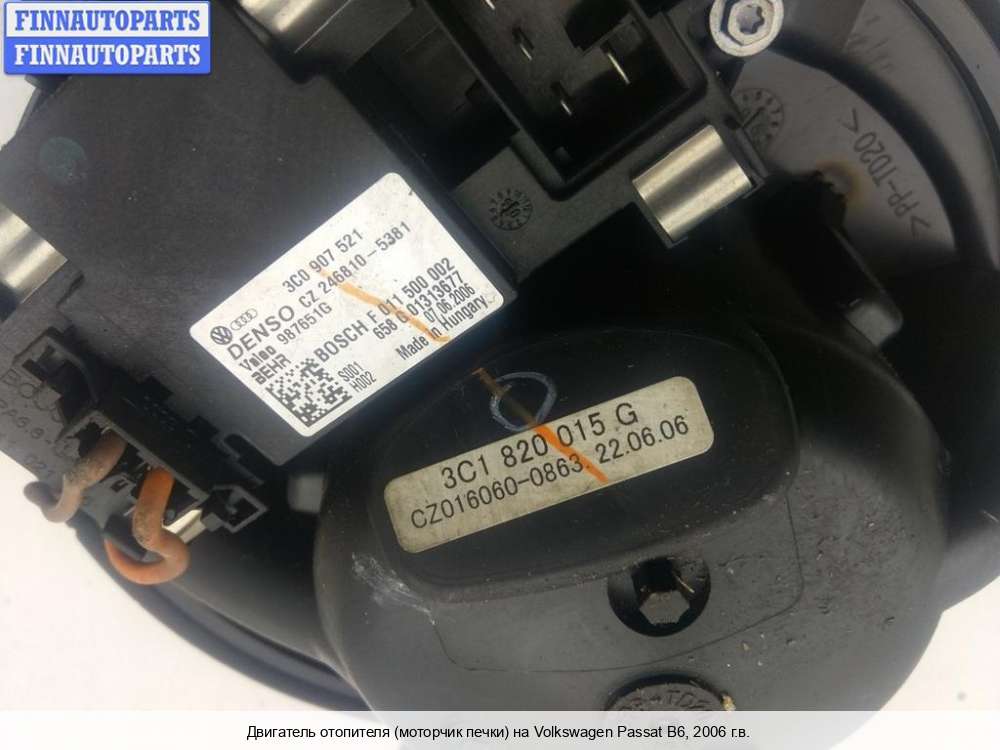 FINNAUTOPARTS
FINNAUTOPARTS
3C0 907 521
DENSO CZ 246810-5381
Valeo 987651G
BEHR BOSCH F 011 500 002
658 G 01313677
07.06.2006
Made in Hungary
S001
H002
>PP-TD20<
3C1 820 015 G
CZ016060-0863 22.06.06
Двигатель отопителя (моторчик печки) на Volkswagen Passat B6, 2006 г.в.